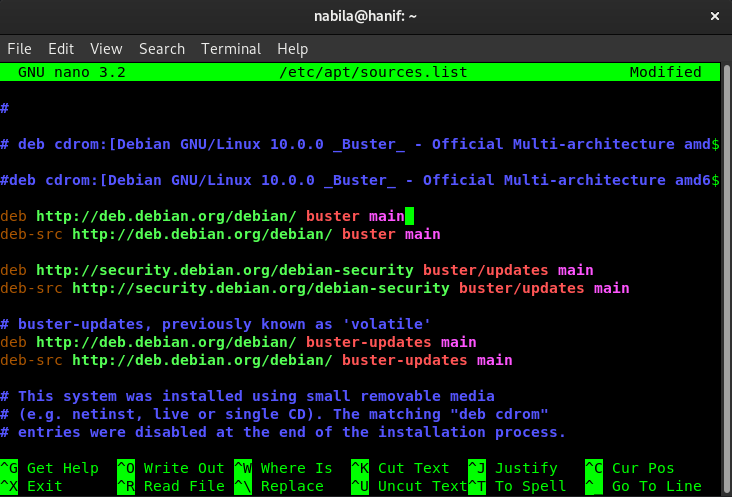 nabila@hanif: ~
×
File Edit View Search Terminal Help
GNU nano 3.2 /etc/apt/sources.list Modified
#
# deb cdrom:[Debian GNU/Linux 10.0.0 _Buster_ - Official Multi-architecture amd$
#deb cdrom:[Debian GNU/Linux 10.0.0 _Buster_ - Official Multi-architecture amd6$
deb http://deb.debian.org/debian/ buster main
deb-src http://deb.debian.org/debian/ buster main
deb http://security.debian.org/debian-security buster/updates main
deb-src http://security.debian.org/debian-security buster/updates main
# buster-updates, previously known as 'volatile'
deb http://deb.debian.org/debian/ buster-updates main
deb-src http://deb.debian.org/debian/ buster-updates main
# This system was installed using small removable media
# (e.g. netinst, live or single CD). The matching "deb cdrom"
# entries were disabled at the end of the installation process.
^G Get Help ^O Write Out ^W Where Is ^K Cut Text ^J Justify ^C Cur Pos
^X Exit ^R Read File ^\ Replace ^U Uncut Text ^T To Spell ^_ Go To Line